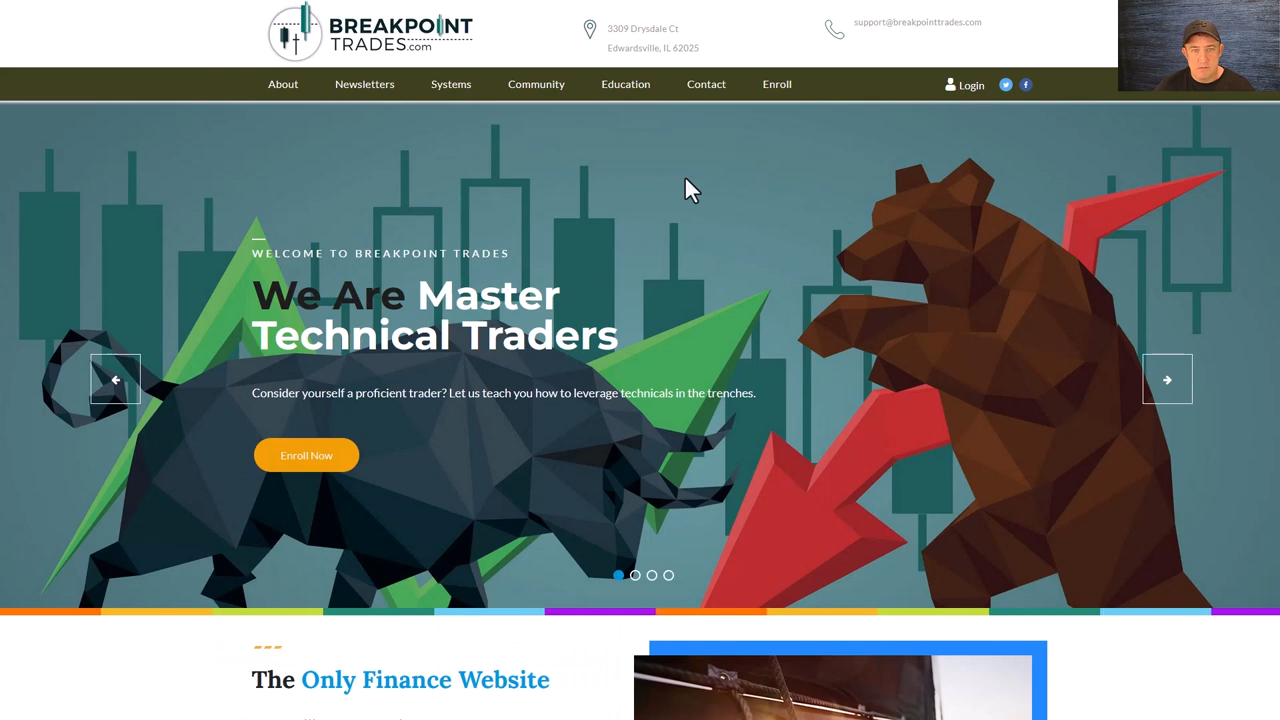 BREAKPOINT
TRADES.com
3309 Drysdale Ct
Edwardsville, IL 62025
support@breakpointtrades.com
About Newsletters Systems Community Education Contact Enroll Login
WELCOME TO BREAKPOINT TRADES
We Are Master
Technical Traders
Consider yourself a proficient trader? Let us teach you how to leverage technicals in the trenches.
Enroll Now
The Only Finance Website